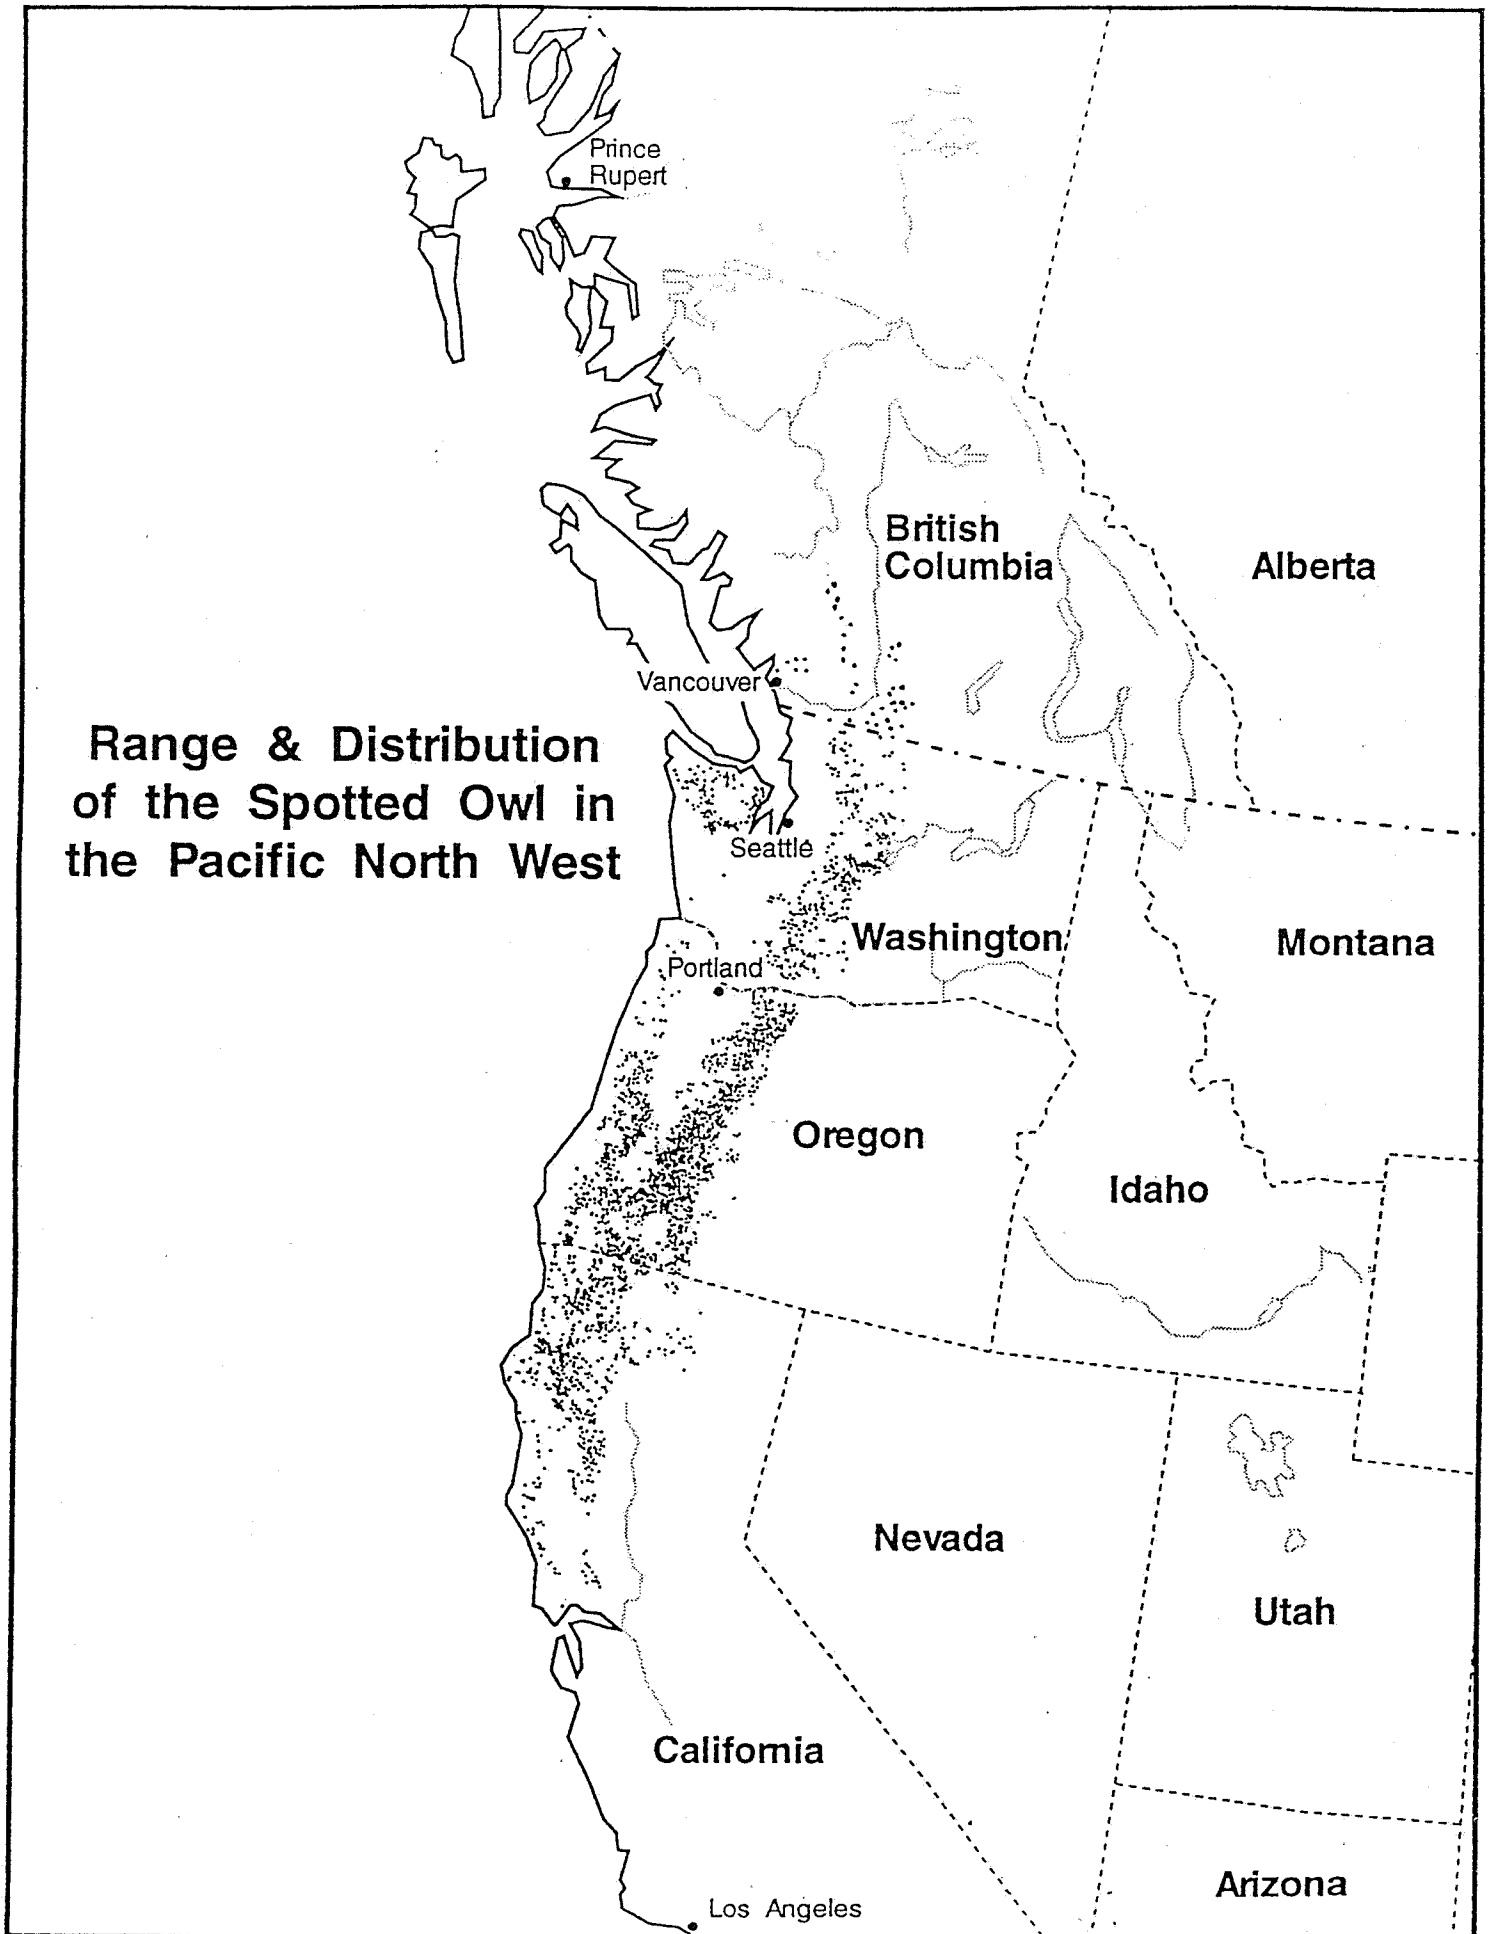 Prince
Rupert
British
Columbia
Alberta
Vancouver
Range & Distribution
of the Spotted Owl in
the Pacific North West
Seattle
Washington
Montana
Portland
Oregon
Idaho
Nevada
Utah
California
Arizona
Los Angeles